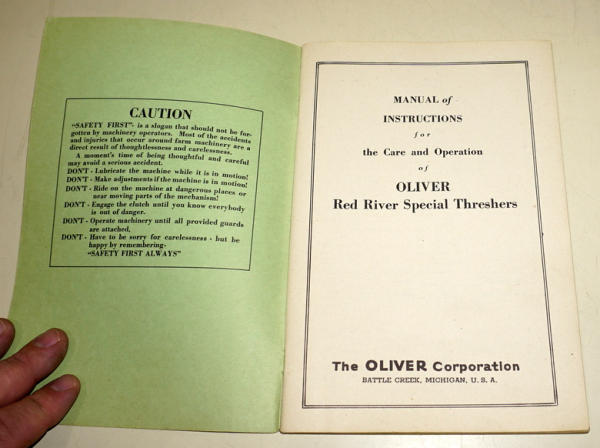 CAUTION
"SAFETY FIRST"- is a slogan that should not be for-
gotten by machinery operators. Most of the accidents
and injuries that occur around farm machinery are a
direct result of thoughtlessness and carelessness.
A moment's time of being thoughtful and careful
may avoid a serious accident.
DON'T - Lubricate the machine while it is in motion!
DON'T - Make adjustments if the machine is in motion!
DON'T - Ride on the machine at dangerous places or
near moving parts of the mechanism!
DON'T - Engage the clutch until you know everybody
is out of danger.
DON'T - Operate machinery until all provided guards
are attached,
DON'T - Have to be sorry for carelessness - but be
happy by remembering-
"SAFETY FIRST ALWAYS"
MANUAL of
INSTRUCTIONS
for
the Care and Operation
of
OLIVER
Red River Special Threshers
The OLIVER Corporation
BATTLE CREEK, MICHIGAN, U. S. A.